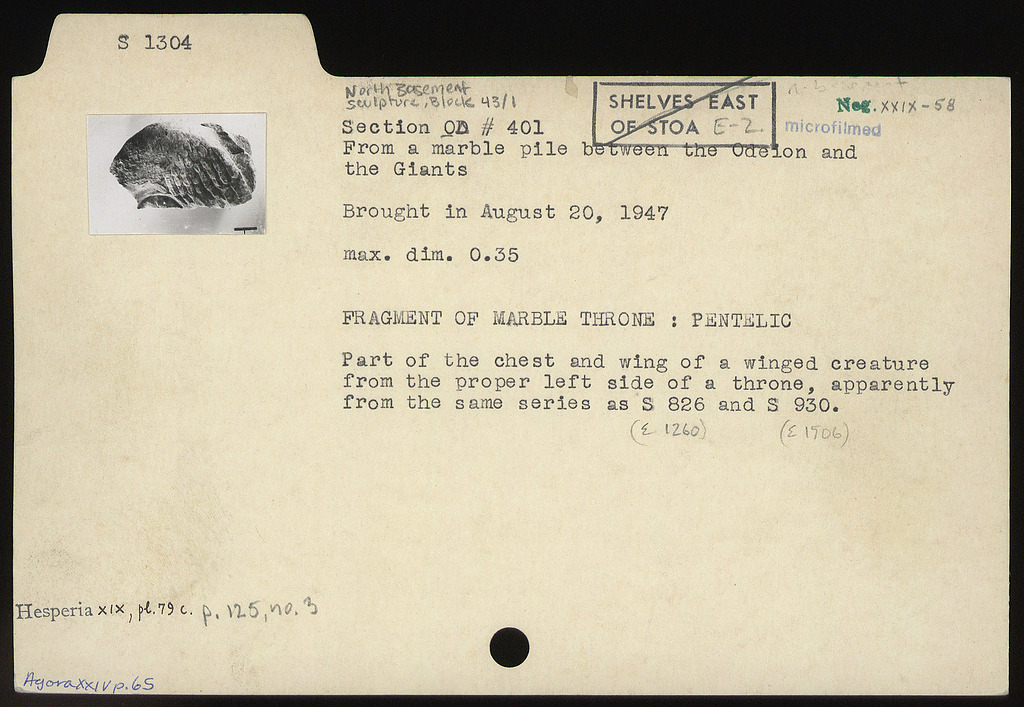 S 1304
North Basement
Sculpture, Block 43/1
SHELVES EAST
OF STOA E-2
Neg. XXIX-58
microfilmed
Section OD # 401
From a marble pile between the Odeion and
the Giants
Brought in August 20, 1947
max. dim. 0.35
FRAGMENT OF MARBLE THRONE : PENTELIC
Part of the chest and wing of a winged creature
from the proper left side of a throne, apparently
from the same series as S 826 and S 930.
(Σ 1260) (Σ 1906)
Hesperia XIX, pl. 79 c. p. 125, no. 3
Agora XXIV p. 65